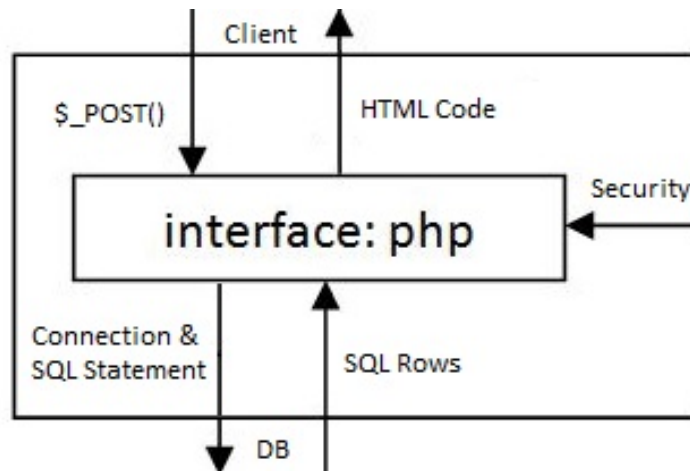 Client
$_POST()
HTML Code
Security
interface: php
Connection &
SQL Statement
SQL Rows
DB